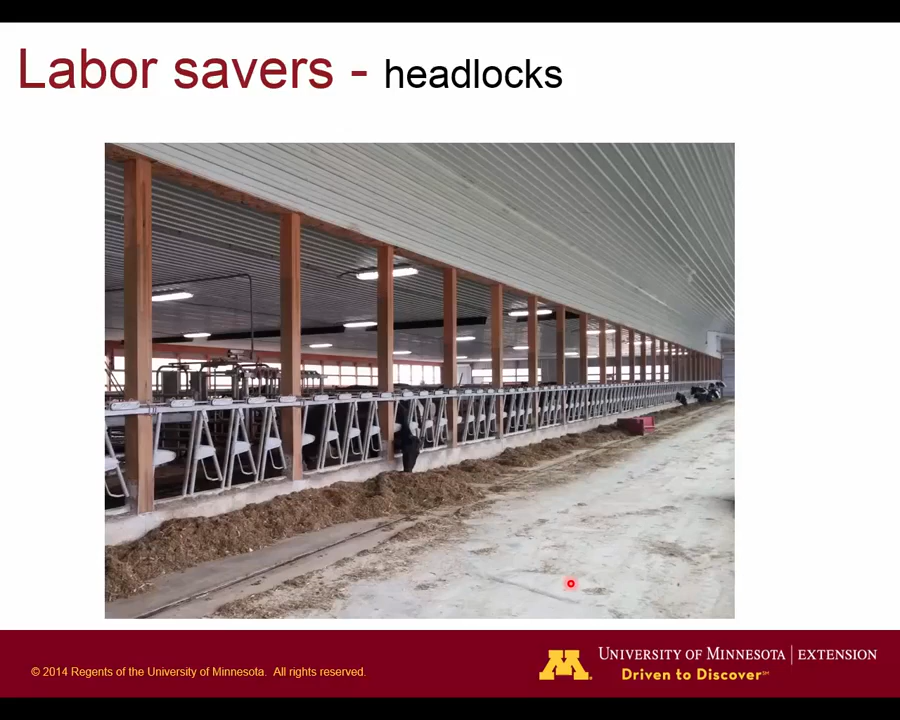 Labor savers - headlocks
© 2014 Regents of the University of Minnesota. All rights reserved.
UNIVERSITY OF MINNESOTA | EXTENSION
Driven to Discover℠